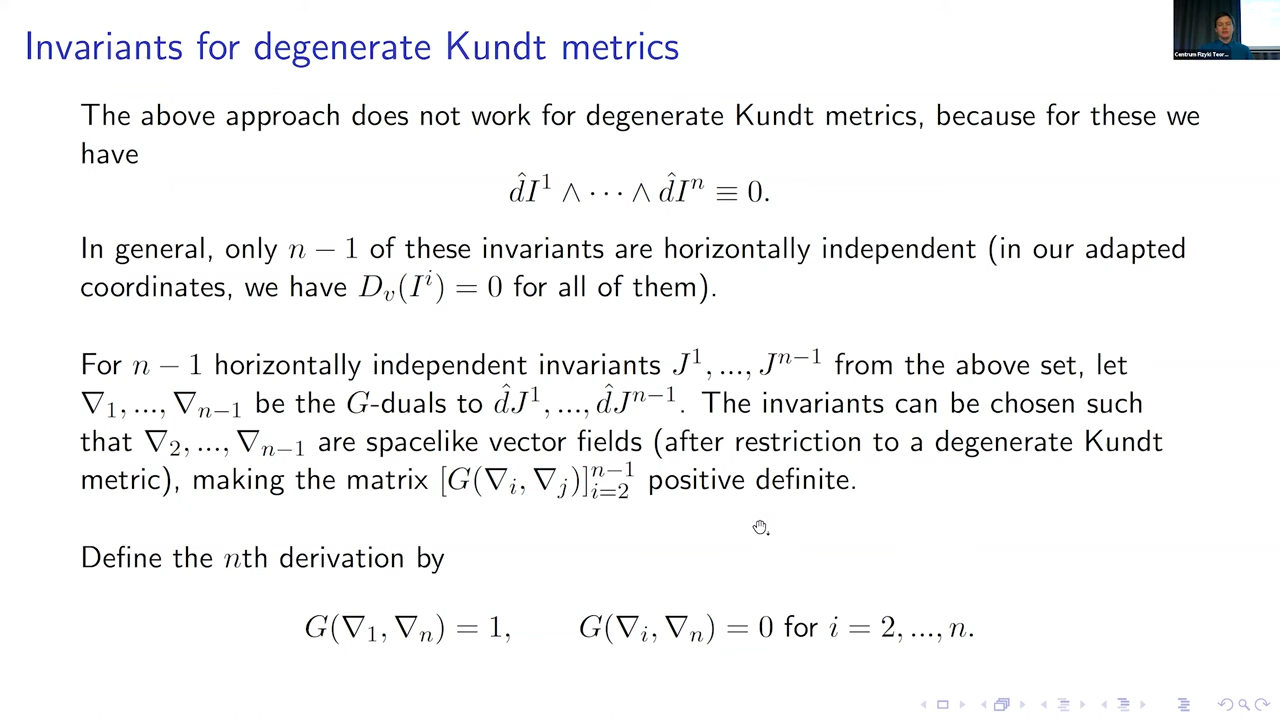 Invariants for degenerate Kundt metrics
Centrum Fizyki Teor...
The above approach does not work for degenerate Kundt metrics, because for these we
have
d̂I¹ ∧ ··· ∧ d̂Iⁿ ≡ 0.
In general, only n − 1 of these invariants are horizontally independent (in our adapted
coordinates, we have Dᵥ(Iⁱ) = 0 for all of them).
For n − 1 horizontally independent invariants J¹, ..., Jⁿ⁻¹ from the above set, let
∇₁, ..., ∇ₙ₋₁ be the G-duals to d̂J¹, ..., d̂Jⁿ⁻¹. The invariants can be chosen such
that ∇₂, ..., ∇ₙ₋₁ are spacelike vector fields (after restriction to a degenerate Kundt
metric), making the matrix [G(∇ᵢ, ∇ⱼ)]ⁿ⁻¹ᵢ₌₂ positive definite.
Define the nth derivation by
G(∇₁, ∇ₙ) = 1, G(∇ᵢ, ∇ₙ) = 0 for i = 2, ..., n.